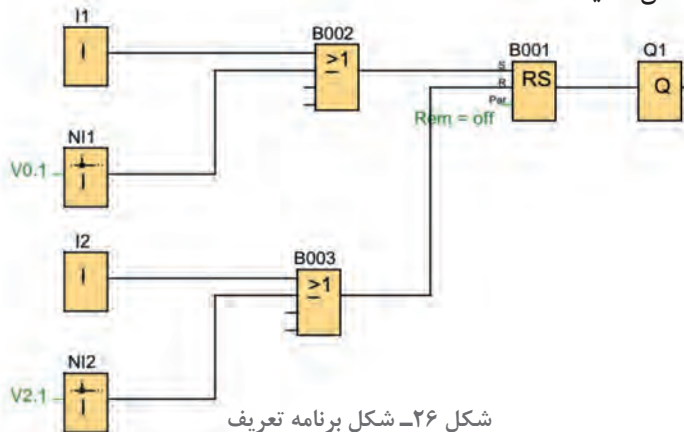 I1
I
B002
≥1
B001
S
R
Par
RS
Rem = off
Q1
Q
NI1
V0.1
I
I2
I
B003
≥1
NI2
V2.1
I
شکل ۲۶ـ شکل برنامه تعریف